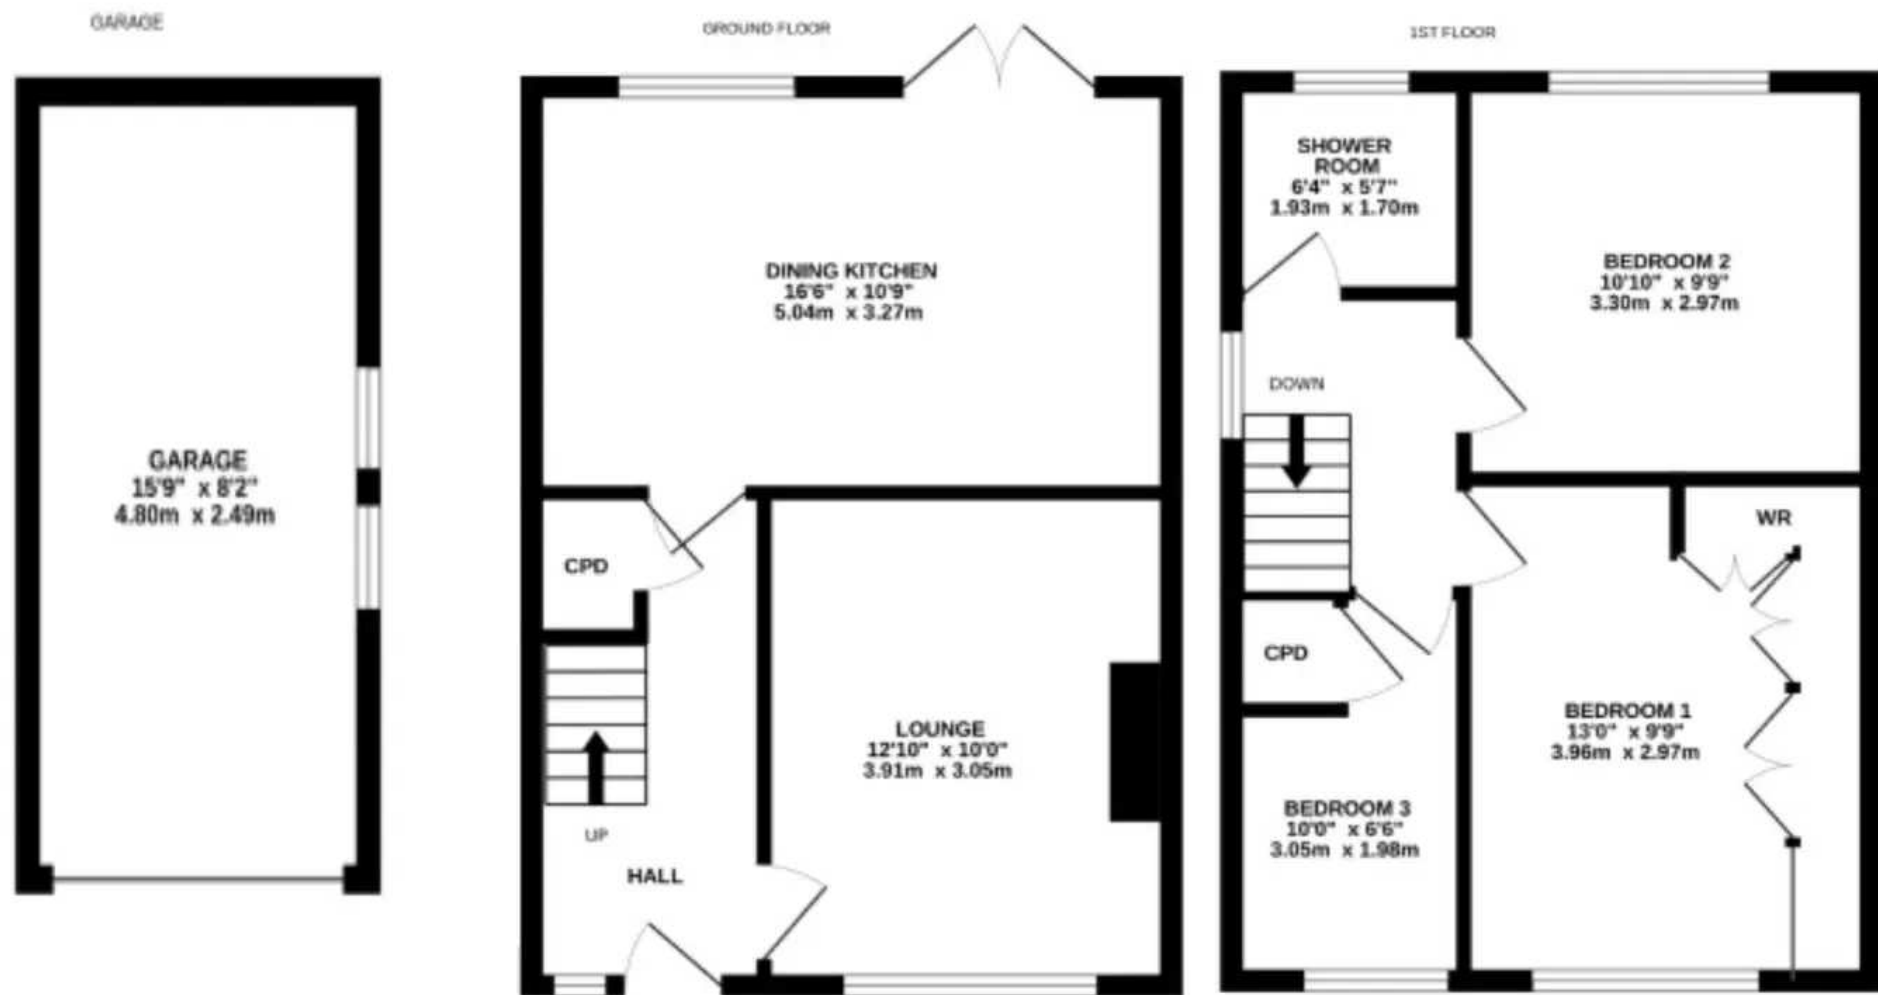 GARAGE
GARAGE
15'9" x 8'2"
4.80m x 2.49m
GROUND FLOOR
DINING KITCHEN
16'6" x 10'9"
5.04m x 3.27m
CPD
LOUNGE
12'10" x 10'0"
3.91m x 3.05m
UP
HALL
1ST FLOOR
SHOWER
ROOM
6'4" x 5'7"
1.93m x 1.70m
BEDROOM 2
10'10" x 9'9"
3.30m x 2.97m
DOWN
WR
CPD
BEDROOM 1
13'0" x 9'9"
3.96m x 2.97m
BEDROOM 3
10'0" x 6'6"
3.05m x 1.98m